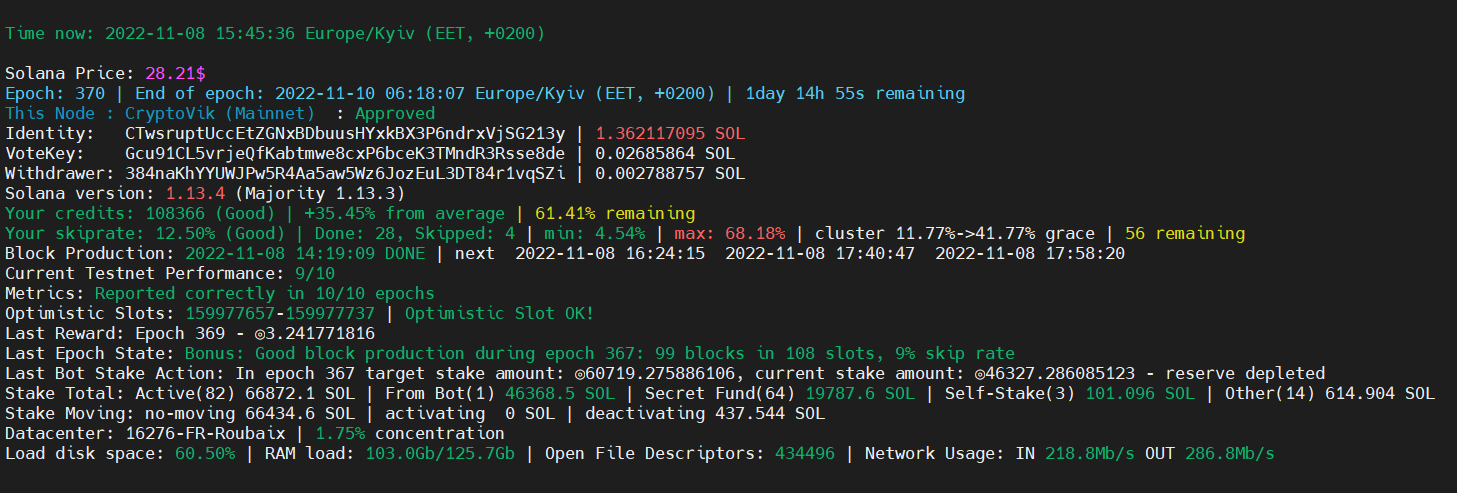 Time now: 2022-11-08 15:45:36 Europe/Kyiv (EET, +0200)
Solana Price: 28.21$
Epoch: 370 | End of epoch: 2022-11-10 06:18:07 Europe/Kyiv (EET, +0200) | 1day 14h 55s remaining
This Node : CryptoVik (Mainnet)  : Approved
Identity:   CTwsruptUccEtZGNxBDbuusHYxkBX3P6ndrxVjSG213y | 1.362117095 SOL
VoteKey:    Gcu91CL5vrjeQfKabtmwe8cxP6bceK3TMndR3Rsse8de | 0.02685864 SOL
Withdrawer: 384naKhYYUWJPw5R4Aa5aw5Wz6JozEuL3DT84r1vqSZi | 0.002788757 SOL
Solana version: 1.13.4 (Majority 1.13.3)
Your credits: 108366 (Good) | +35.45% from average | 61.41% remaining
Your skiprate: 12.50% (Good) | Done: 28, Skipped: 4 | min: 4.54% | max: 68.18% | cluster 11.77%->41.77% grace | 56 remaining
Block Production: 2022-11-08 14:19:09 DONE | next  2022-11-08 16:24:15  2022-11-08 17:40:47  2022-11-08 17:58:20
Current Testnet Performance: 9/10
Metrics: Reported correctly in 10/10 epochs
Optimistic Slots: 159977657-159977737 | Optimistic Slot OK!
Last Reward: Epoch 369 - ◎3.241771816
Last Epoch State: Bonus: Good block production during epoch 367: 99 blocks in 108 slots, 9% skip rate
Last Bot Stake Action: In epoch 367 target stake amount: ◎60719.275886106, current stake amount: ◎46327.286085123 - reserve depleted
Stake Total: Active(82) 66872.1 SOL | From Bot(1) 46368.5 SOL | Secret Fund(64) 19787.6 SOL | Self-Stake(3) 101.096 SOL | Other(14) 614.904 SOL
Stake Moving: no-moving 66434.6 SOL | activating  0 SOL | deactivating 437.544 SOL
Datacenter: 16276-FR-Roubaix | 1.75% concentration
Load disk space: 60.50% | RAM load: 103.0Gb/125.7Gb | Open File Descriptors: 434496 | Network Usage: IN 218.8Mb/s OUT 286.8Mb/s